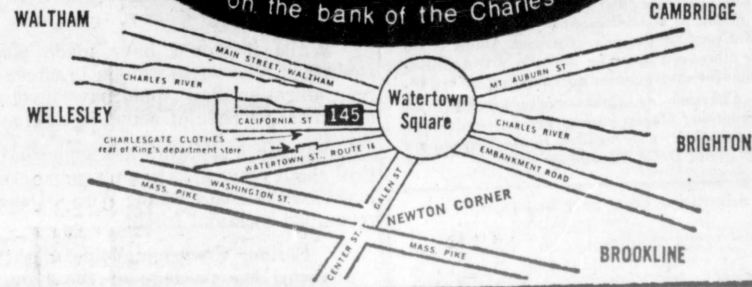 on the bank of the Charles
WALTHAM
CAMBRIDGE
MAIN STREET, WALTHAM
MT. AUBURN ST
CHARLES RIVER
Watertown
Square
WELLESLEY
CALIFORNIA ST
145
CHARLES RIVER
CHARLESGATE CLOTHES
rear of King's department store
BRIGHTON
WATERTOWN ST., ROUTE 16
EMBANKMENT ROAD
WASHINGTON ST.
GALEN ST
MASS. PIKE
NEWTON CORNER
CENTER ST.
MASS. PIKE
BROOKLINE